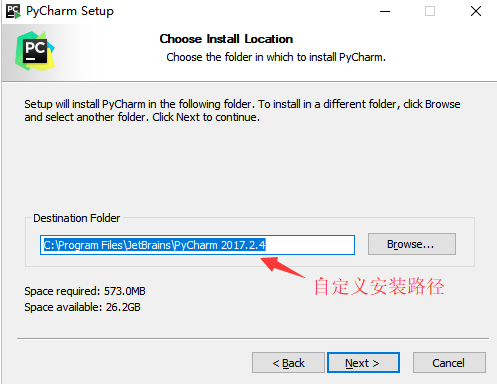 PyCharm Setup
PC
Choose Install Location
Choose the folder in which to install PyCharm.
Setup will install PyCharm in the following folder. To install in a different folder, click Browse
and select another folder. Click Next to continue.
Destination Folder
C:\Program Files\JetBrains\PyCharm 2017.2.4
Browse...
自定义安装路径
Space required: 573.0MB
Space available: 26.2GB
< Back
Next >
Cancel